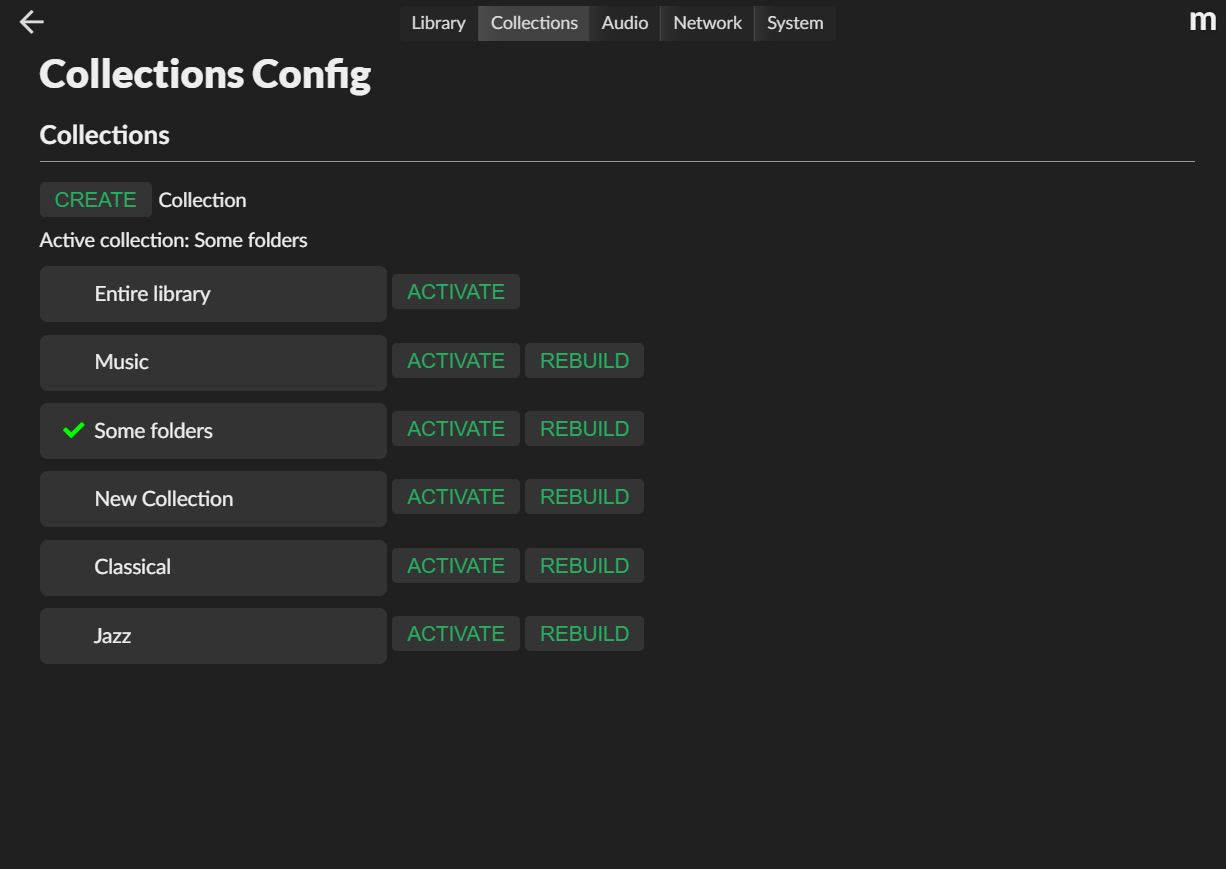 Library Collections Audio Network System m
Collections Config
Collections
CREATE Collection
Active collection: Some folders
Entire library ACTIVATE
Music ACTIVATE REBUILD
Some folders ACTIVATE REBUILD
New Collection ACTIVATE REBUILD
Classical ACTIVATE REBUILD
Jazz ACTIVATE REBUILD